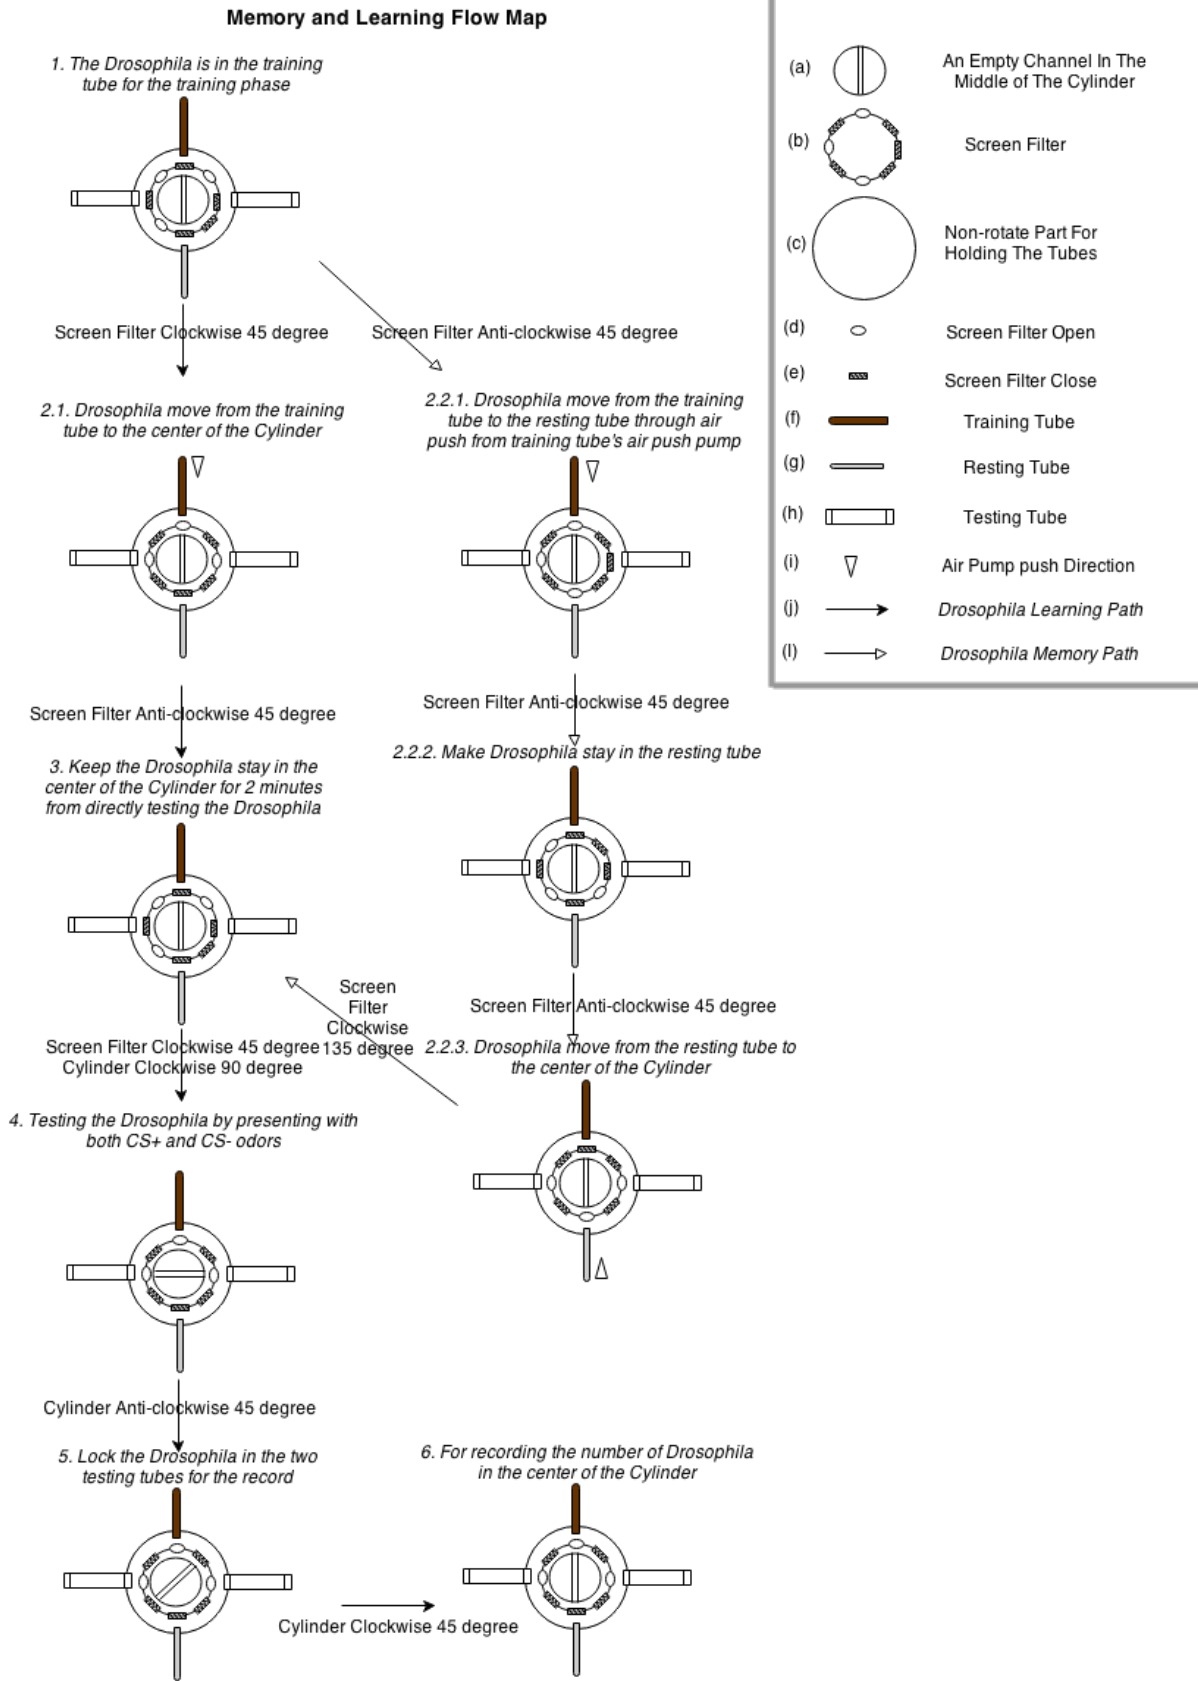 Memory and Learning Flow Map
1. The Drosophila is in the training
tube for the training phase
Screen Filter Clockwise 45 degree
Screen Filter Anti-clockwise 45 degree
2.1. Drosophila move from the training
tube to the center of the Cylinder
2.2.1. Drosophila move from the training
tube to the resting tube through air
push from training tube's air push pump
Screen Filter Anti-clockwise 45 degree
Screen Filter Anti-clockwise 45 degree
3. Keep the Drosophila stay in the
center of the Cylinder for 2 minutes
from directly testing the Drosophila
2.2.2. Make Drosophila stay in the resting tube
Screen
Filter
Clockwise
135 degree
Screen Filter Anti-clockwise 45 degree
Screen Filter Clockwise 45 degree
Cylinder Clockwise 90 degree
2.2.3. Drosophila move from the resting tube to
the center of the Cylinder
4. Testing the Drosophila by presenting with
both CS+ and CS- odors
Cylinder Anti-clockwise 45 degree
5. Lock the Drosophila in the two
testing tubes for the record
6. For recording the number of Drosophila
in the center of the Cylinder
Cylinder Clockwise 45 degree
(a) An Empty Channel In The
Middle of The Cylinder
(b) Screen Filter
(c) Non-rotate Part For
Holding The Tubes
(d) Screen Filter Open
(e) Screen Filter Close
(f) Training Tube
(g) Resting Tube
(h) Testing Tube
(i) Air Pump push Direction
(j) Drosophila Learning Path
(l) Drosophila Memory Path